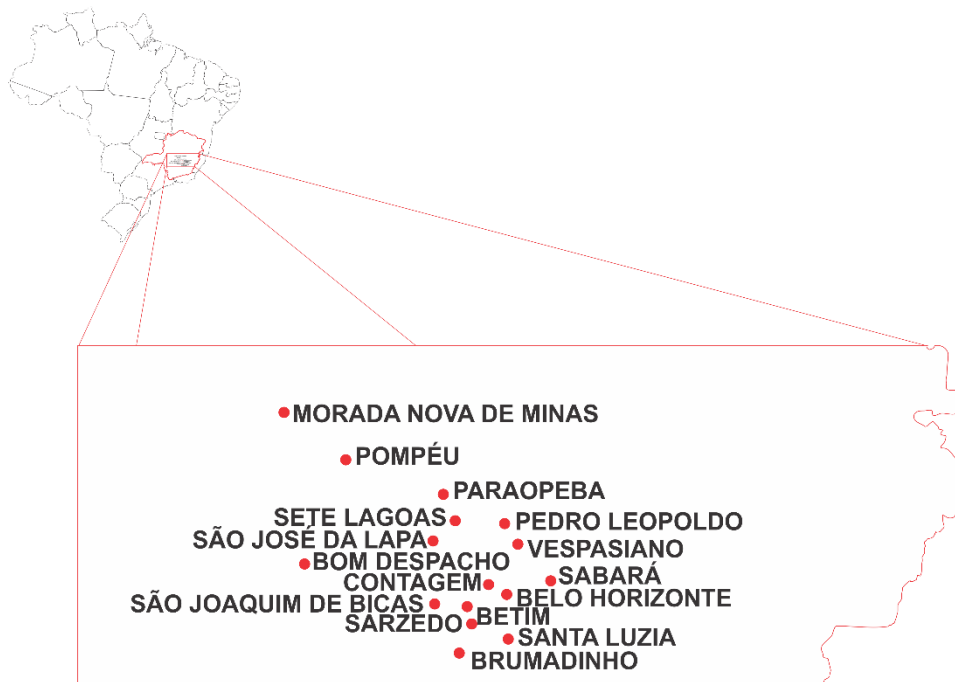 MORADA NOVA DE MINAS
POMPÉU
PARAOPEBA
SETE LAGOAS
PEDRO LEOPOLDO
SÃO JOSÉ DA LAPA
VESPASIANO
BOM DESPACHO
CONTAGEM
SABARÁ
SÃO JOAQUIM DE BICAS
BELO HORIZONTE
SARZEDO
BETIM
SANTA LUZIA
BRUMADINHO